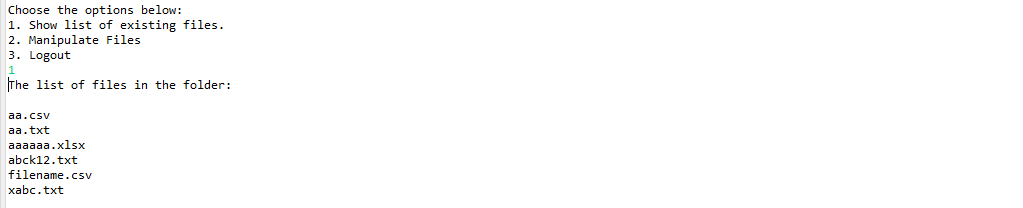 Choose the options below:
1. Show list of existing files.
2. Manipulate Files
3. Logout
1
The list of files in the folder:
aa.csv
aa.txt
aaaaaa.xlsx
abck12.txt
filename.csv
xabc.txt